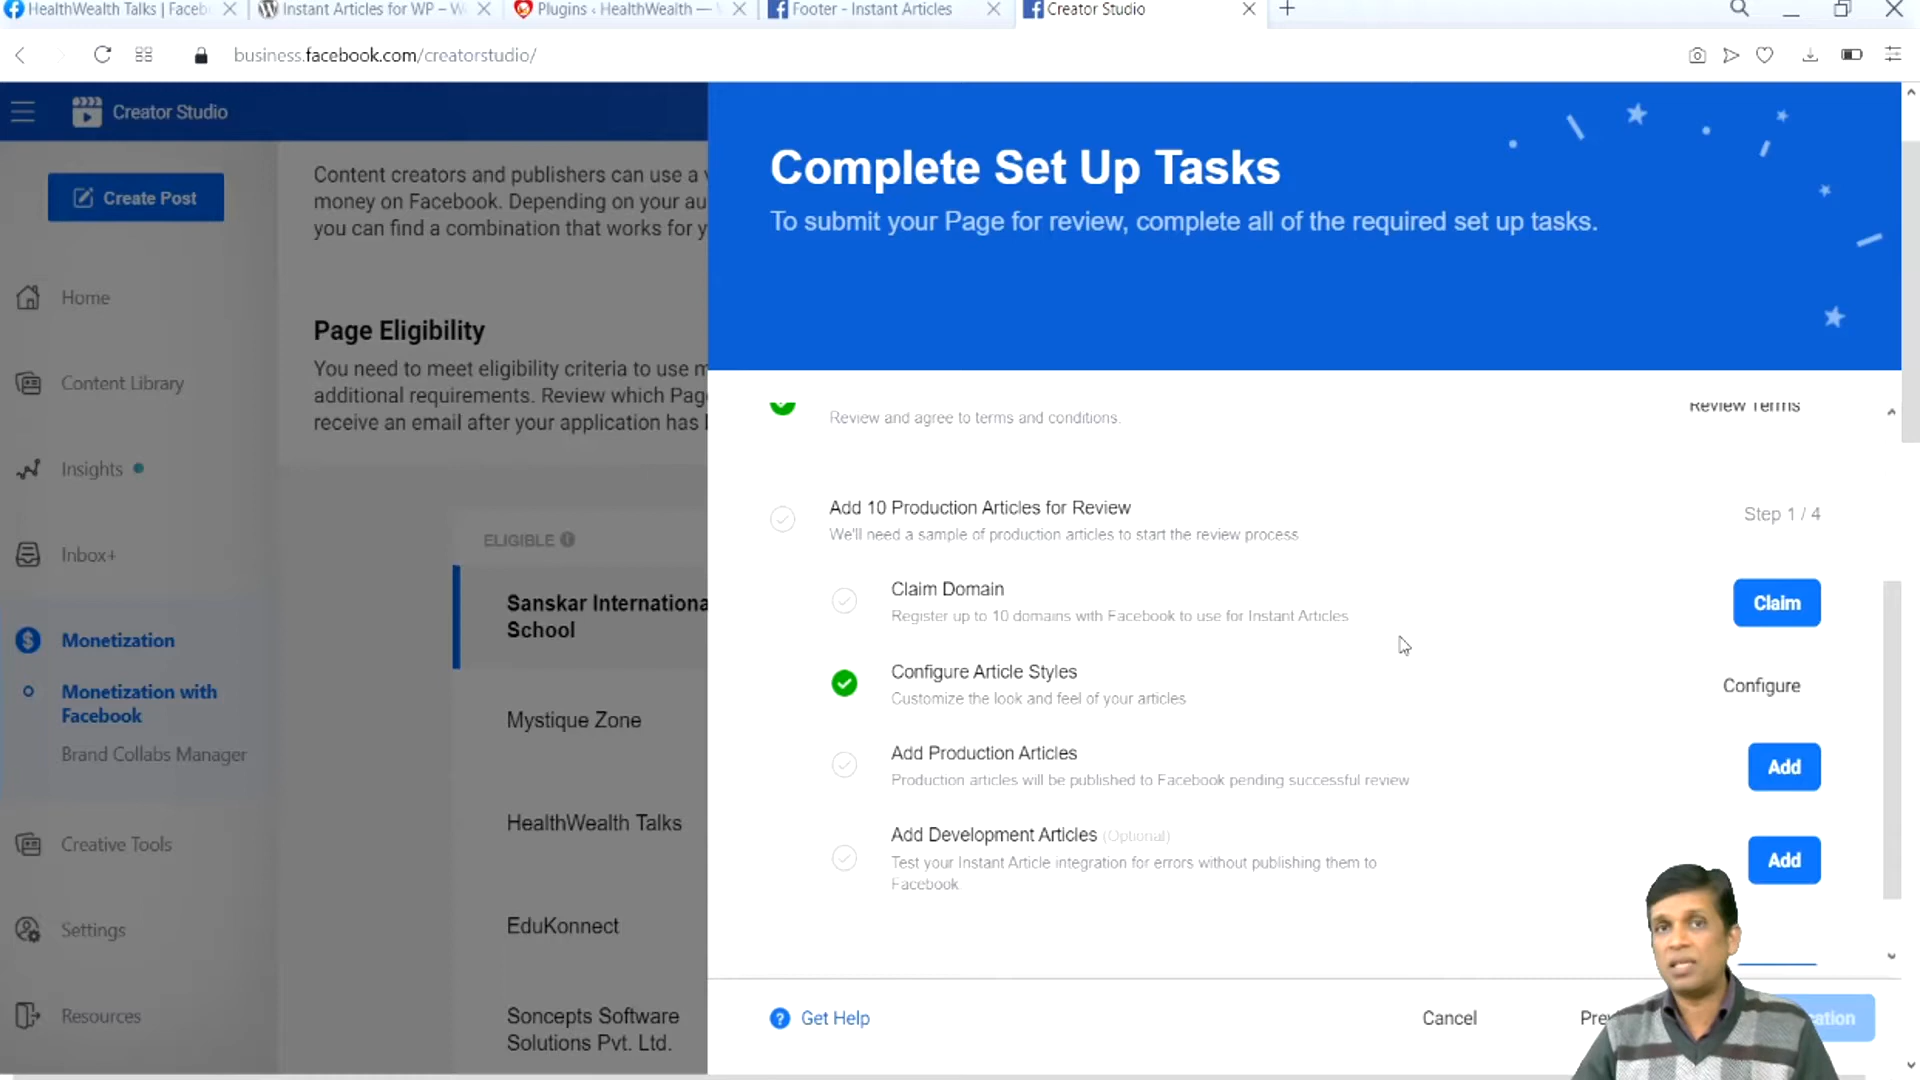 HealthWealth Talks | Faceb
Instant Articles for WP – W
Plugins ‹ HealthWealth —
Footer - Instant Articles
Creator Studio
business.facebook.com/creatorstudio/
Creator Studio
Create Post
Home
Content Library
Insights
Inbox+
Monetization
Monetization with
Facebook
Brand Collabs Manager
Creative Tools
Settings
Resources
Content creators and publishers can use a v
money on Facebook. Depending on your au
you can find a combination that works for y
Page Eligibility
You need to meet eligibility criteria to use m
additional requirements. Review which Pag
receive an email after your application has
ELIGIBLE
Sanskar Internationa
School
Mystique Zone
HealthWealth Talks
EduKonnect
Soncepts Software
Solutions Pvt. Ltd.
Complete Set Up Tasks
To submit your Page for review, complete all of the required set up tasks.
Review and agree to terms and conditions.
Review Terms
Add 10 Production Articles for Review
We'll need a sample of production articles to start the review process
Step 1 / 4
Claim Domain
Register up to 10 domains with Facebook to use for Instant Articles
Claim
Configure Article Styles
Customize the look and feel of your articles
Configure
Add Production Articles
Production articles will be published to Facebook pending successful review
Add
Add Development Articles (Optional)
Test your Instant Article integration for errors without publishing them to
Facebook.
Add
Get Help
Cancel